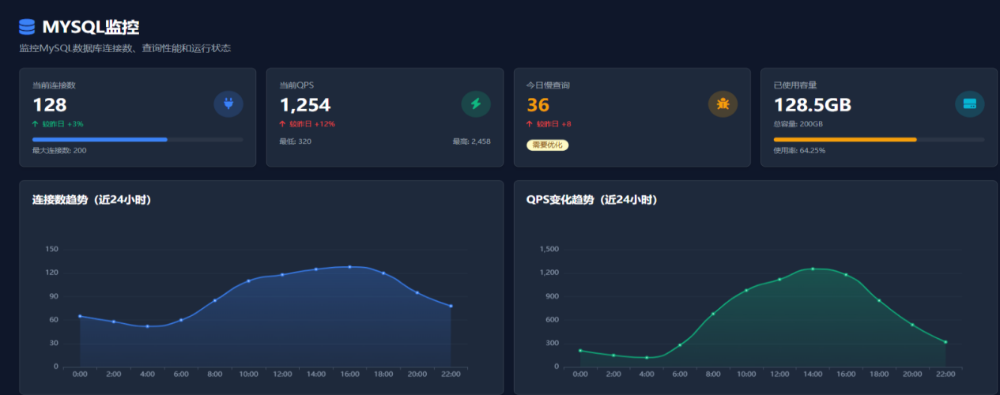 MYSQL监控
监控MySQL数据库连接数、查询性能和运行状态
当前连接数
128
↑ 较昨日 +3%
最大连接数: 200
当前QPS
1,254
↑ 较昨日 +12%
最低: 320
最高: 2,458
今日慢查询
36
↑ 较昨日 +8
需要优化
已使用容量
128.5GB
总容量: 200GB
使用率: 64.25%
连接数趋势（近24小时）
150
120
90
60
30
0
0:00 2:00 4:00 6:00 8:00 10:00 12:00 14:00 16:00 18:00 20:00 22:00
QPS变化趋势（近24小时）
1,500
1,200
900
600
300
0
0:00 2:00 4:00 6:00 8:00 10:00 12:00 14:00 16:00 18:00 20:00 22:00